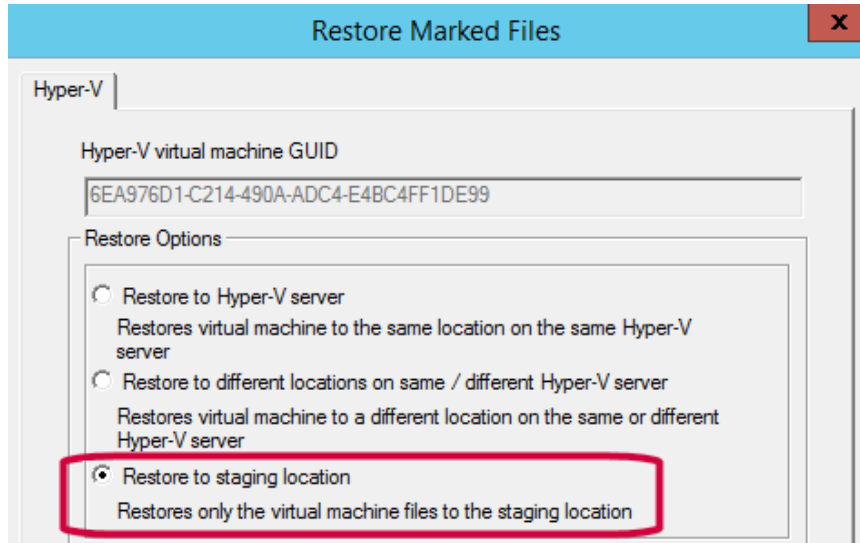 Restore Marked Files
x
Hyper-V
Hyper-V virtual machine GUID
6EA976D1-C214-490A-ADC4-E4BC4FF1DE99
Restore Options
Restore to Hyper-V server
Restores virtual machine to the same location on the same Hyper-V
server
Restore to different locations on same / different Hyper-V server
Restores virtual machine to a different location on the same or different
Hyper-V server
Restore to staging location
Restores only the virtual machine files to the staging location